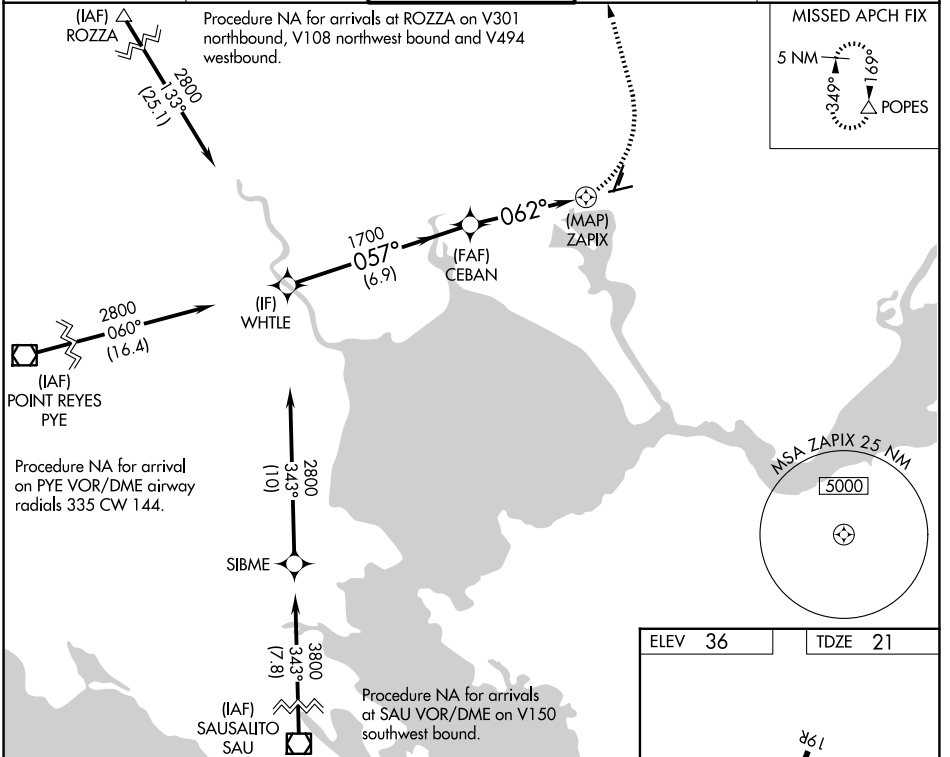 (IAF)
ROZZA
Procedure NA for arrivals at ROZZA on V301
northbound, V108 northwest bound and V494
westbound.
MISSED APCH FIX
5 NM
349°
169°
POPES
2800
133°
(25.1)
(MAP)
ZAPIX
062°
(FAF)
CEBAN
1700
057°
(6.9)
(IF)
WHTLE
2800
060°
(16.4)
(IAF)
POINT REYES
PYE
Procedure NA for arrival
on PYE VOR/DME airway
radials 335 CW 144.
2800
343°
(10)
SIBME
MSA ZAPIX 25 NM
5000
3800
343°
(7.8)
(IAF)
SAUSALITO
SAU
Procedure NA for arrivals
at SAU VOR/DME on V150
southwest bound.
ELEV 36
TDZE 21
19R